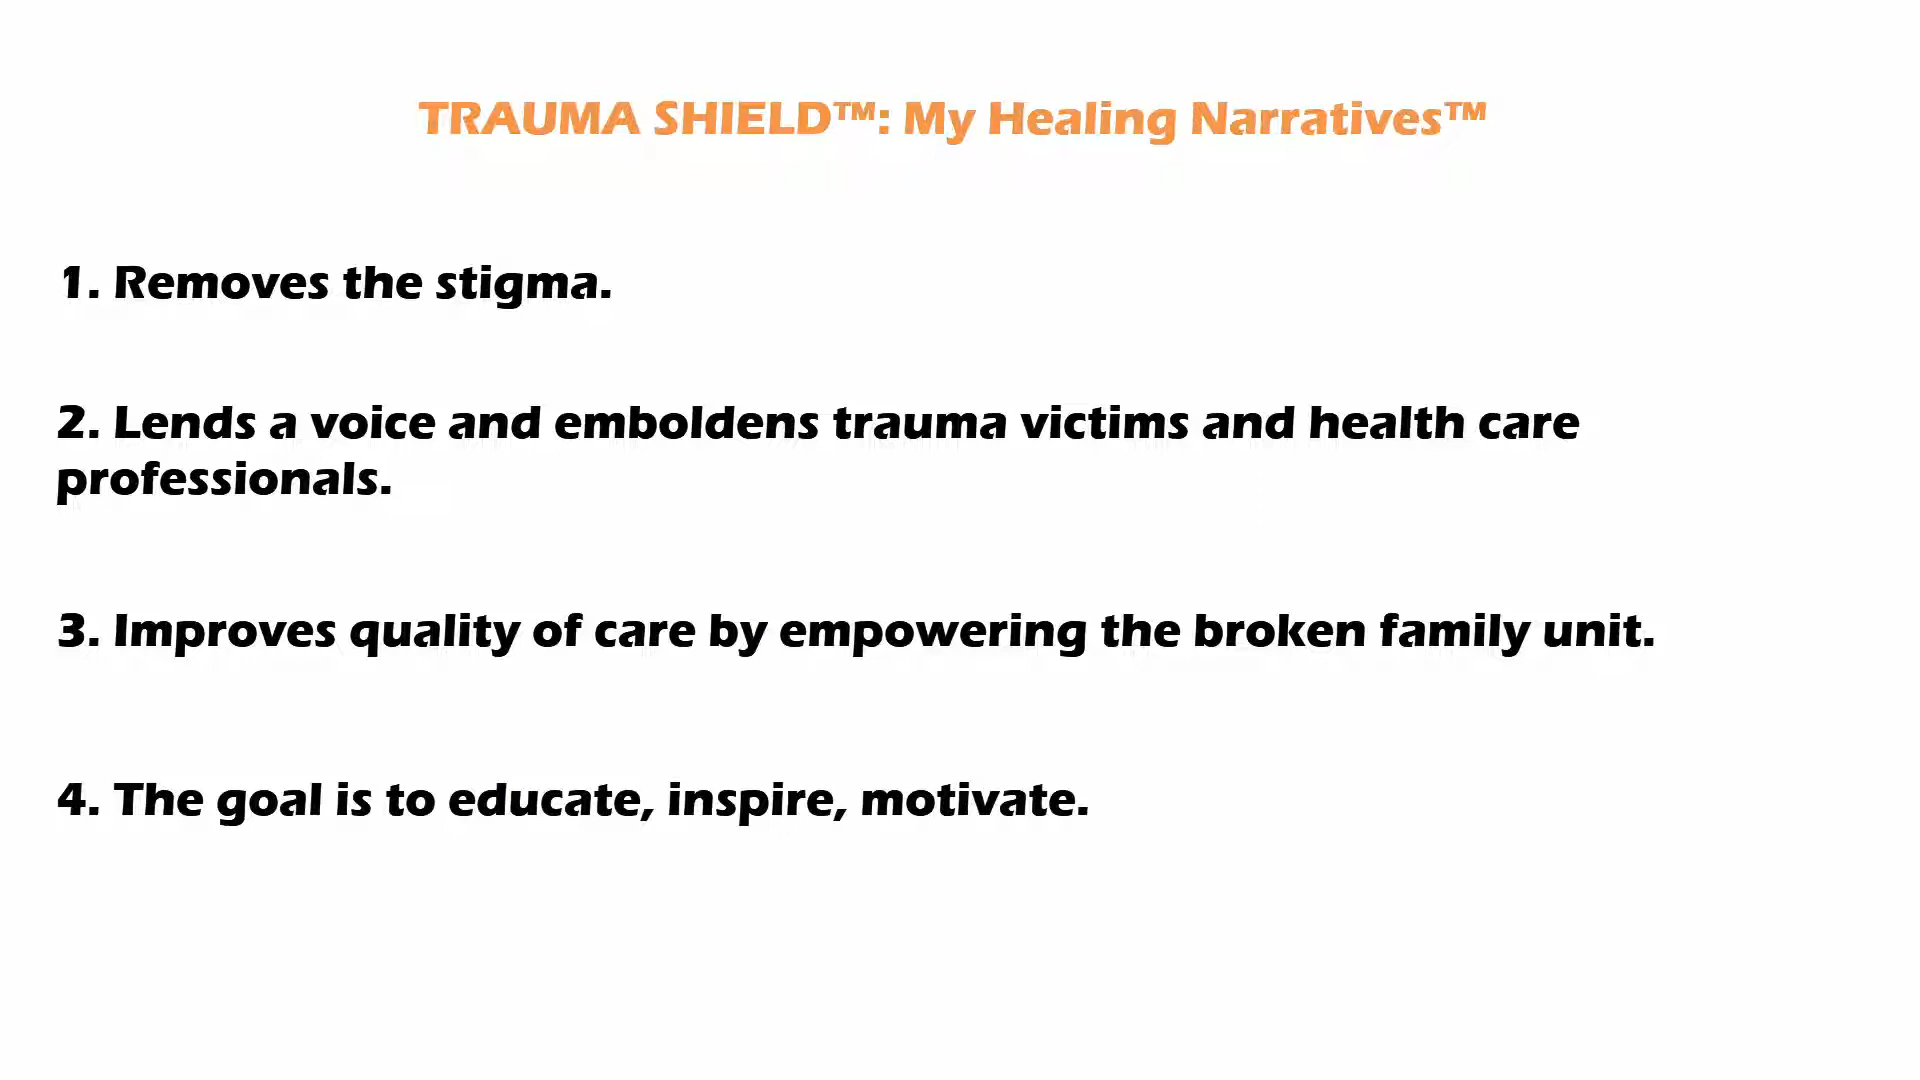 TRAUMA SHIELD™: My Healing Narratives™
1. Removes the stigma.
2. Lends a voice and emboldens trauma victims and health care
professionals.
3. Improves quality of care by empowering the broken family unit.
4. The goal is to educate, inspire, motivate.